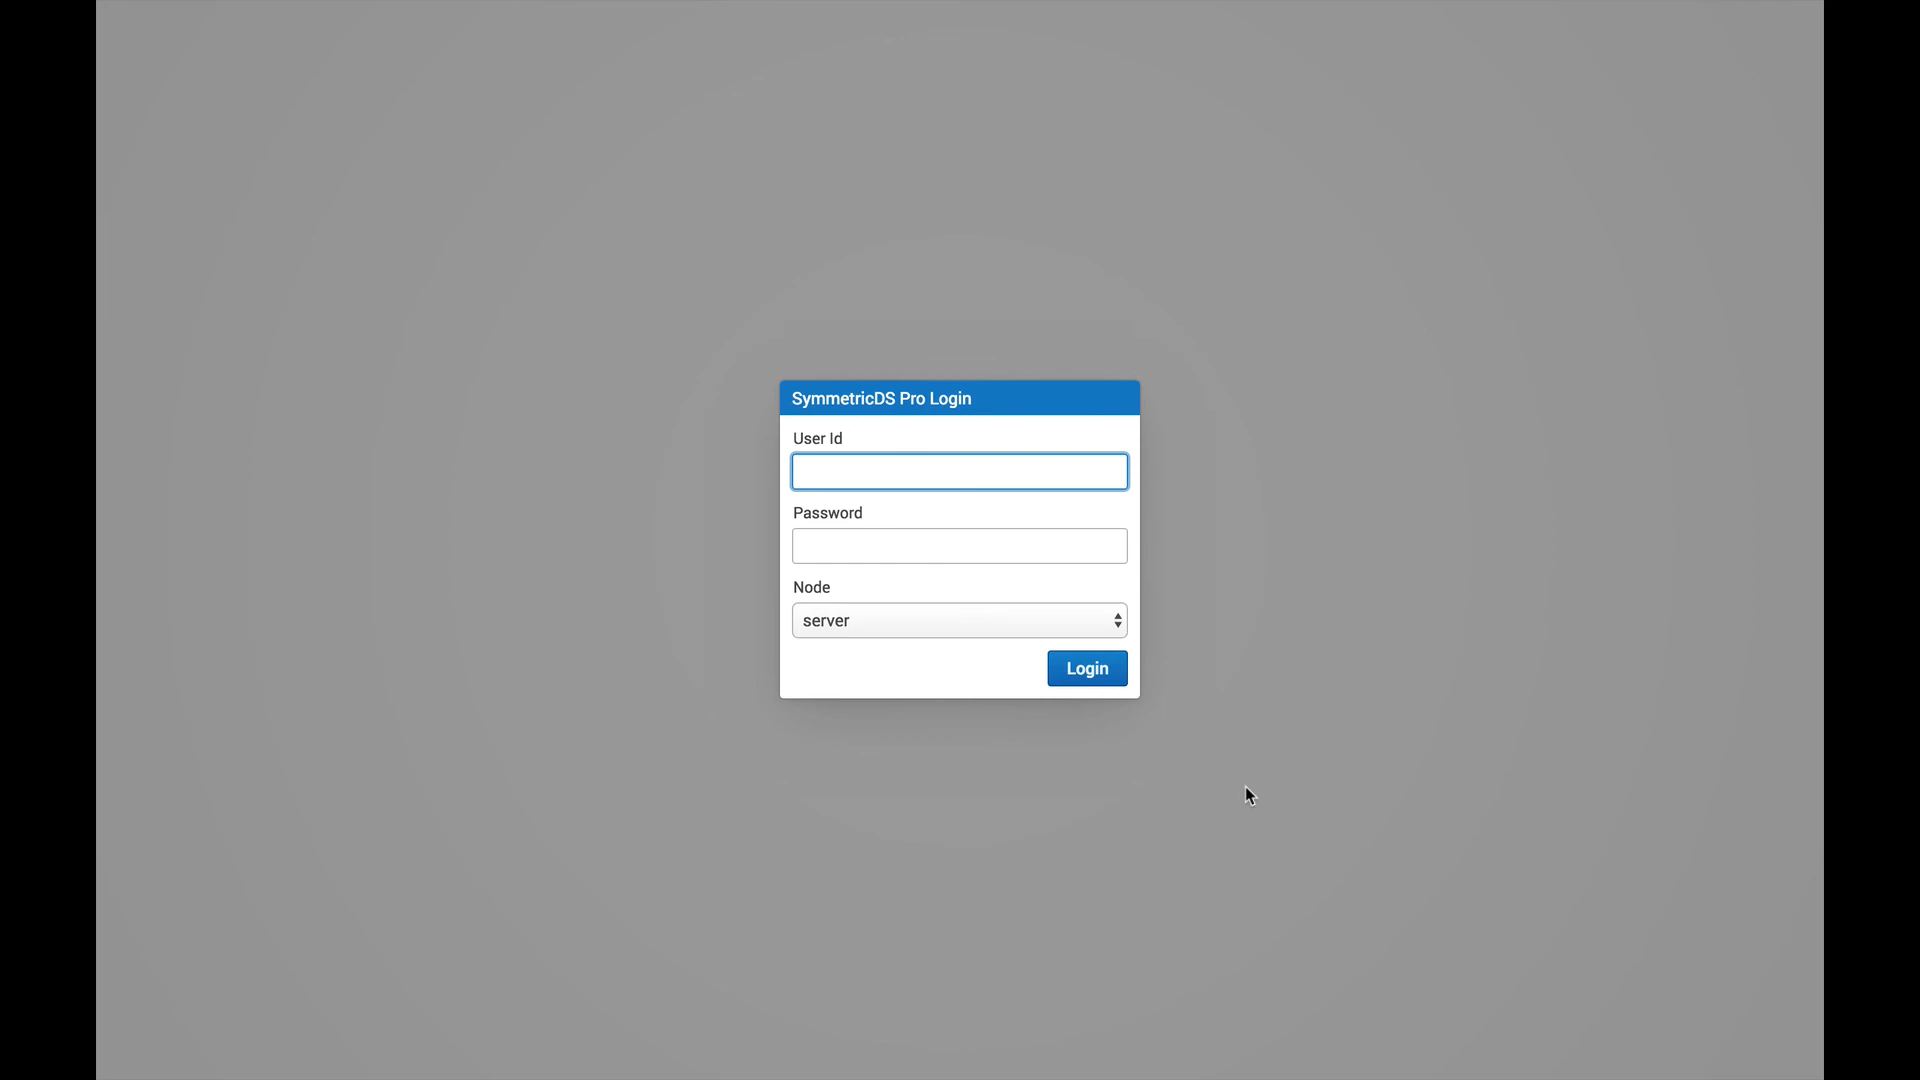 SymmetricDS Pro Login
User Id
Password
Node
server
Login